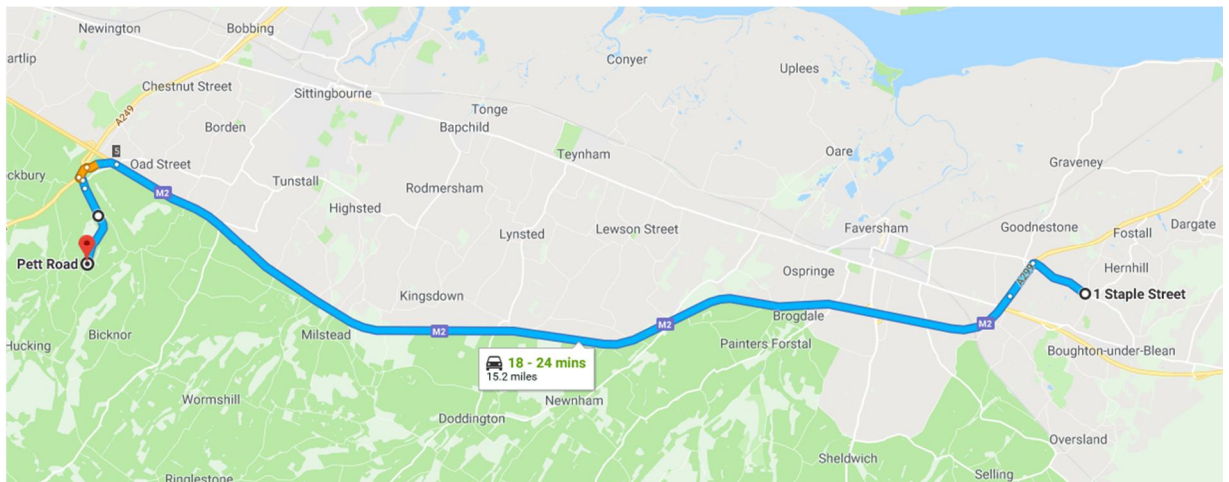 Newington
Bobbing
Conyer
Uplees
artlip
Chestnut Street
Sittingbourne
A249
Tonge
Borden
Bapchild
Teynham
Oare
Graveney
5
Oad Street
ockbury
Tunstall
Rodmersham
M2
Highsted
Lynsted
Lewson Street
Faversham
Goodnestone
Dargate
Fostall
Pett Road
Ospringe
A299
Hernhill
Kingsdown
1 Staple Street
Bicknor
Milstead
M2
M2
Brogdale
M2
Hucking
Painters Forstal
Boughton-under-Blean
18 - 24 mins
15.2 miles
Wormshill
Newnham
Doddington
Oversland
Sheldwich
Ringlestone
Selling